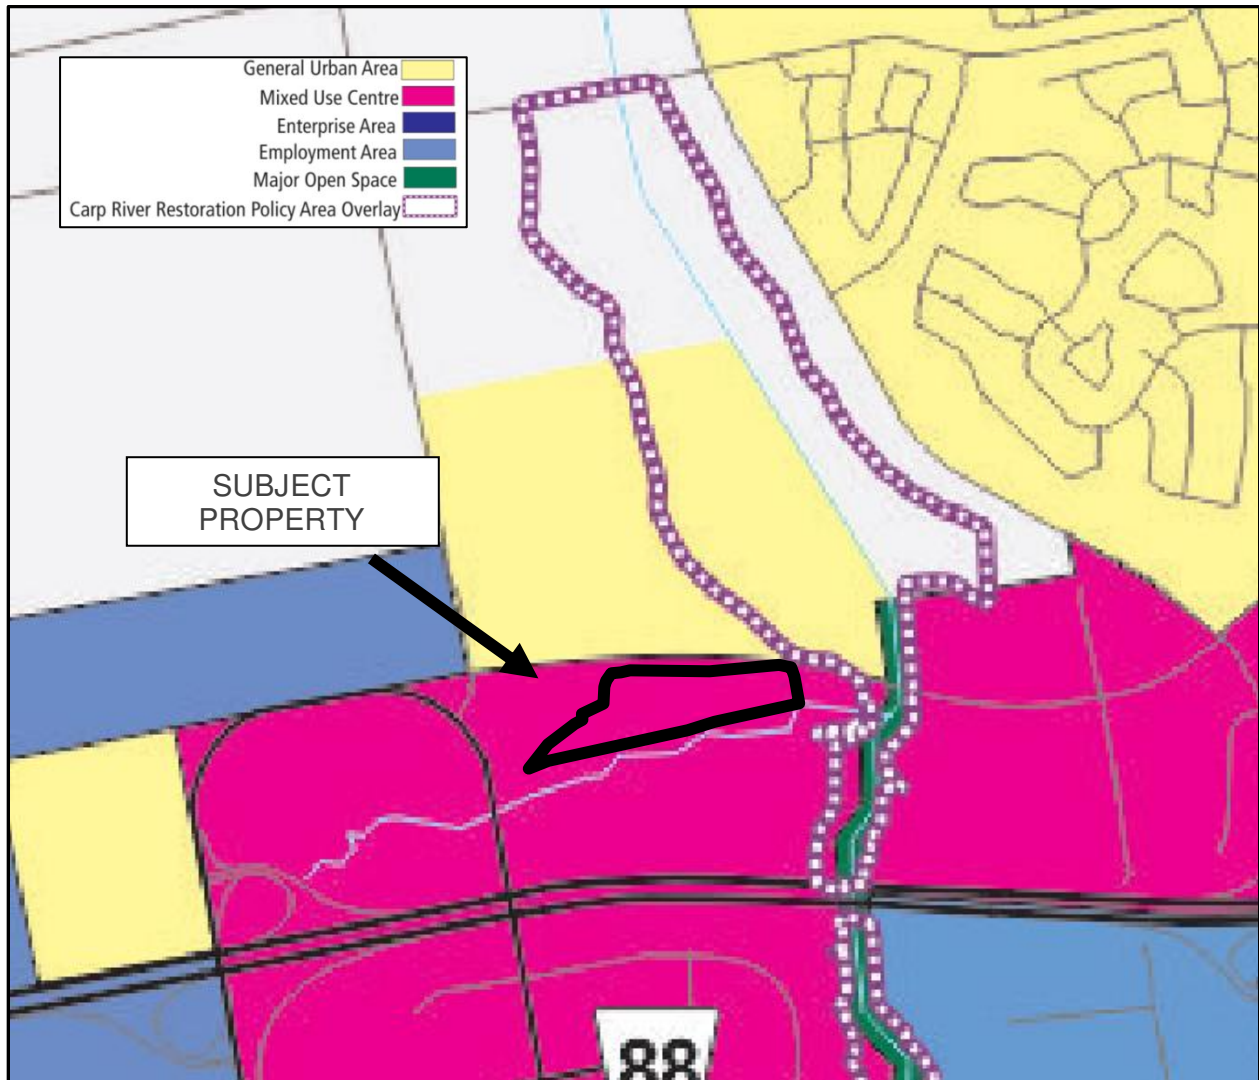 General Urban Area
Mixed Use Centre
Enterprise Area
Employment Area
Major Open Space
Carp River Restoration Policy Area Overlay
SUBJECT
PROPERTY
88